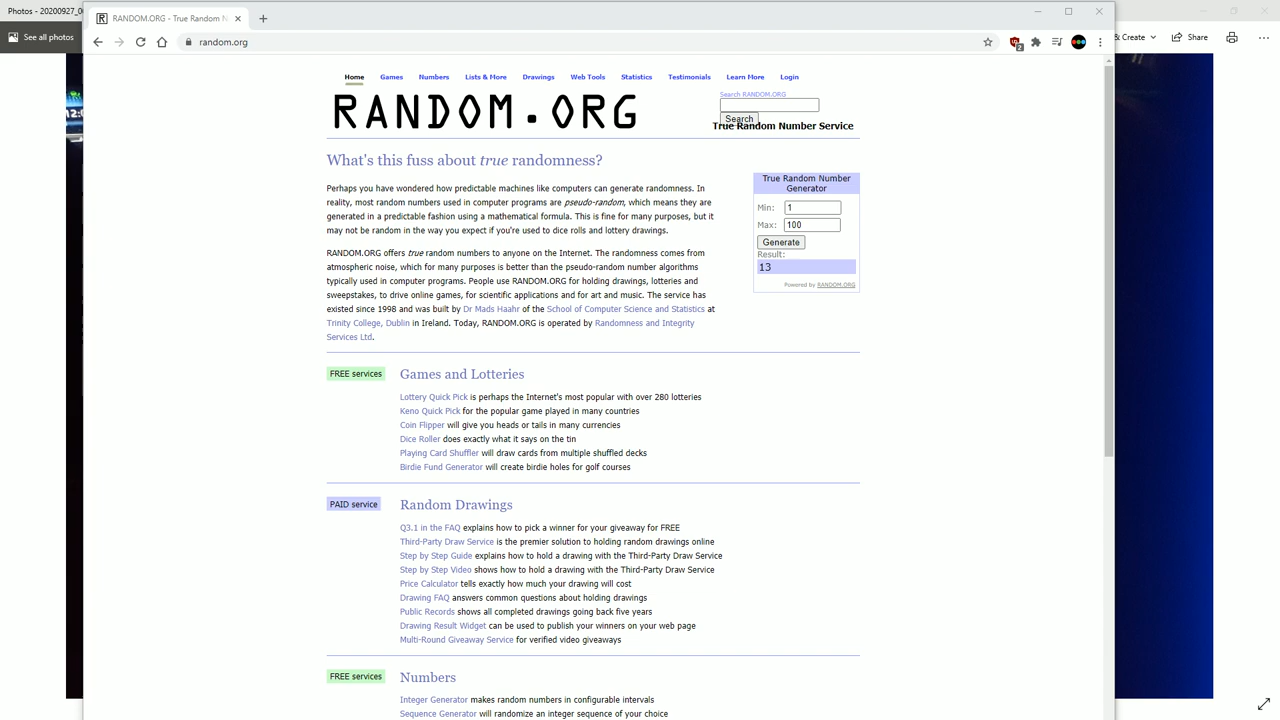 Photos - 20200927_0
RANDOM.ORG - True Random N
See all photos
random.org
& Create
Share
2
Home Games Numbers Lists & More Drawings Web Tools Statistics Testimonials Learn More Login
RANDOM.ORG
Search RANDOM.ORG
Search
True Random Number Service
What's this fuss about true randomness?
Perhaps you have wondered how predictable machines like computers can generate randomness. In
reality, most random numbers used in computer programs are pseudo-random, which means they are
generated in a predictable fashion using a mathematical formula. This is fine for many purposes, but it
may not be random in the way you expect if you're used to dice rolls and lottery drawings.
RANDOM.ORG offers true random numbers to anyone on the Internet. The randomness comes from
atmospheric noise, which for many purposes is better than the pseudo-random number algorithms
typically used in computer programs. People use RANDOM.ORG for holding drawings, lotteries and
sweepstakes, to drive online games, for scientific applications and for art and music. The service has
existed since 1998 and was built by Dr Mads Haahr of the School of Computer Science and Statistics at
Trinity College, Dublin in Ireland. Today, RANDOM.ORG is operated by Randomness and Integrity
Services Ltd.
True Random Number
Generator
Min: 1
Max: 100
Generate
Result:
13
Powered by RANDOM.ORG
FREE services
Games and Lotteries
Lottery Quick Pick is perhaps the Internet's most popular with over 280 lotteries
Keno Quick Pick for the popular game played in many countries
Coin Flipper will give you heads or tails in many currencies
Dice Roller does exactly what it says on the tin
Playing Card Shuffler will draw cards from multiple shuffled decks
Birdie Fund Generator will create birdie holes for golf courses
PAID service
Random Drawings
Q3.1 in the FAQ explains how to pick a winner for your giveaway for FREE
Third-Party Draw Service is the premier solution to holding random drawings online
Step by Step Guide explains how to hold a drawing with the Third-Party Draw Service
Step by Step Video shows how to hold a drawing with the Third-Party Draw Service
Price Calculator tells exactly how much your drawing will cost
Drawing FAQ answers common questions about holding drawings
Public Records shows all completed drawings going back five years
Drawing Result Widget can be used to publish your winners on your web page
Multi-Round Giveaway Service for verified video giveaways
FREE services
Numbers
Integer Generator makes random numbers in configurable intervals
Sequence Generator will randomize an integer sequence of your choice